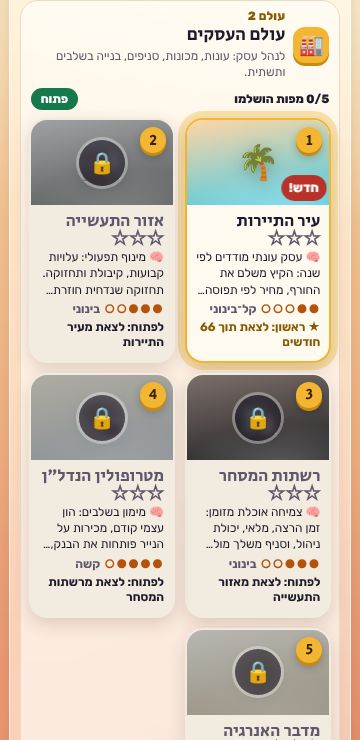 עולם 2
עולם העסקים
לנהל עסק: עונות, מכונות, סניפים, בנייה בשלבים
ותשתית.
0/5 מפות הושלמו
פתוח
1
חדש!
עיר התיירות
☆☆☆
🧠 עסק עונתי מודדים לפי
שנה: הקיץ משלם את
החורף, מחיר לפי תפוסה...
קל־בינוני
★ ראשון: לצאת תוך 66
חודשים
2
אזור התעשייה
☆☆☆
🧠 מינוף תפעולי: עלויות
קבועות, קיבולת ותחזוקה.
תחזוקה שנדחית חוזרת...
בינוני
לפתוח: לצאת מעיר
התיירות
3
רשתות המסחר
☆☆☆
🧠 צמיחה אוכלת מזומן:
זמן הרצה, מלאי, יכולת
ניהול, וסניף משלך מול...
בינוני
לפתוח: לצאת מאזור
התעשייה
4
מטרופולין הנדל״ן
☆☆☆
🧠 מימון בשלבים: הון
עצמי קודם, מכירות על
הנייר פותחות את הבנק,...
קשה
לפתוח: לצאת מרשתות
המסחר
5
מדבר האנרגיה